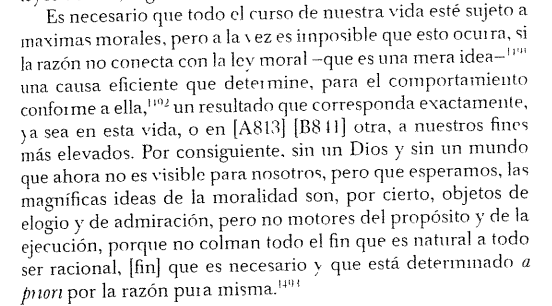 Es necesario que todo el curso de nuestra vida esté sujeto a
maximas morales, pero a la vez es imposible que esto ocurra, si
la razón no conecta con la ley moral –que es una mera idea–
una causa eficiente que determine, para el comportamiento
conforme a ella,¹¹⁹² un resultado que corresponda exactamente,
ya sea en esta vida, o en [A813] [B841] otra, a nuestros fines
más elevados. Por consiguiente, sin un Dios y sin un mundo
que ahora no es visible para nosotros, pero que esperamos, las
magníficas ideas de la moralidad son, por cierto, objetos de
elogio y de admiración, pero no motores del propósito y de la
ejecución, porque no colman todo el fin que es natural a todo
ser racional, [fin] que es necesario y que está determinado a
priori por la razón pura misma.¹⁴⁹³